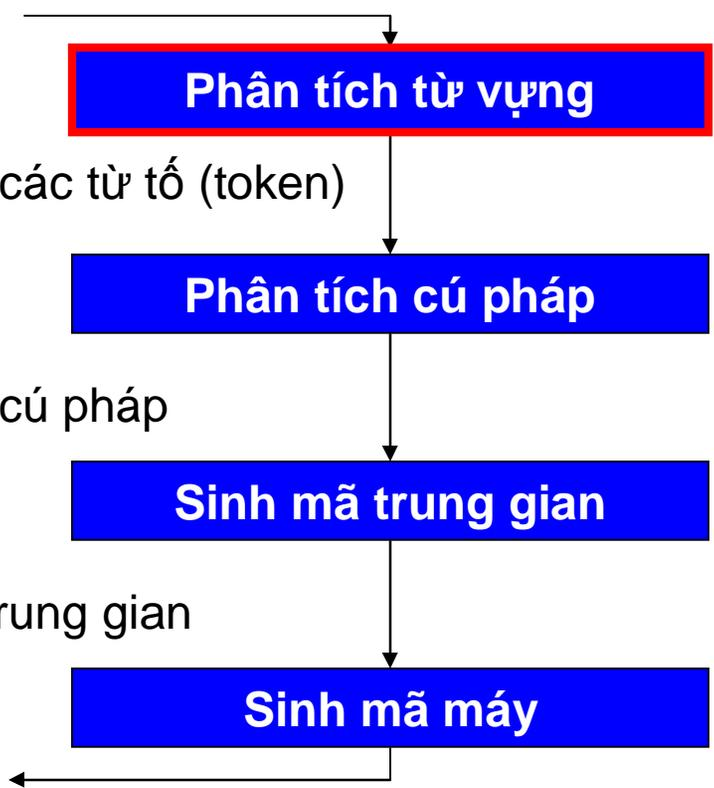 Phân tích từ vựng
các từ tố (token)
Phân tích cú pháp
cú pháp
Sinh mã trung gian
rung gian
Sinh mã máy